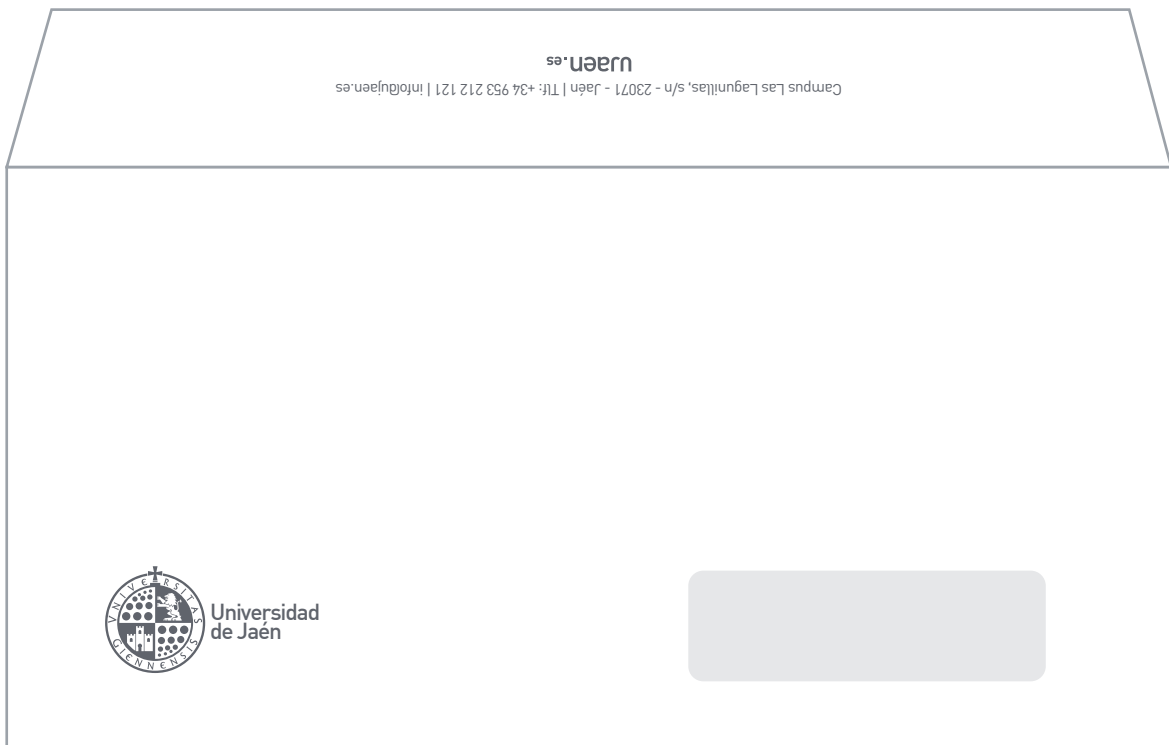 ujaen.es
Campus Las Lagunillas, s/n - 23071 - Jaén | Tlf: +34 953 212 121 | info@ujaen.es
VNIVERSITAS
GIENNENSIS
Universidad
de Jaén